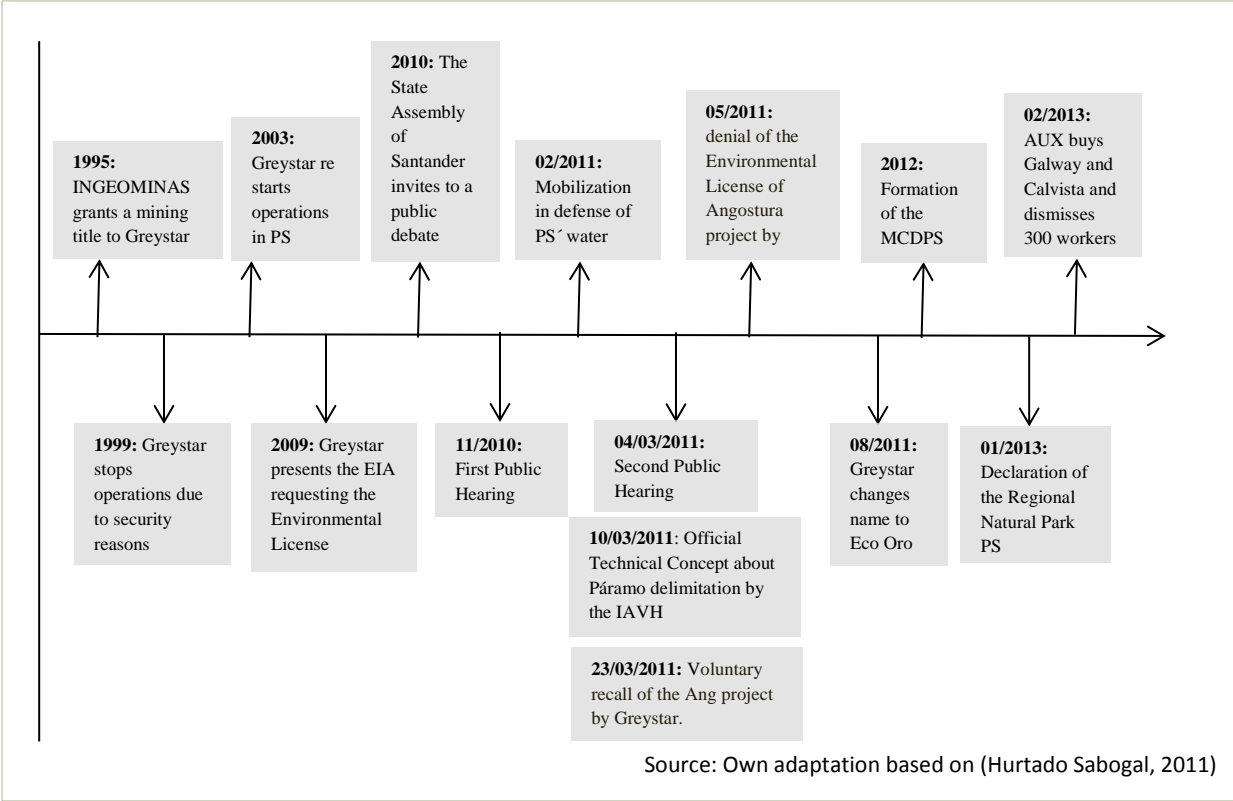 1995:
INGEOMINAS
grants a mining
title to Greystar
2003:
Greystar re
starts
operations
in PS
2010: The
State
Assembly
of
Santander
invites to a
public
debate
02/2011:
Mobilization
in defense of
PS´ water
05/2011:
denial of the
Environmental
License of
Angostura
project by
2012:
Formation
of the
MCDPS
02/2013:
AUX buys
Galway and
Calvista and
dismisses
300 workers
1999: Greystar
stops
operations due
to security
reasons
2009: Greystar
presents the EIA
requesting the
Environmental
License
11/2010:
First Public
Hearing
04/03/2011:
Second Public
Hearing
10/03/2011: Official
Technical Concept about
Páramo delimitation by
the IAVH
23/03/2011: Voluntary
recall of the Ang project
by Greystar.
08/2011:
Greystar
changes
name to
Eco Oro
01/2013:
Declaration of
the Regional
Natural Park
PS
Source: Own adaptation based on (Hurtado Sabogal, 2011)